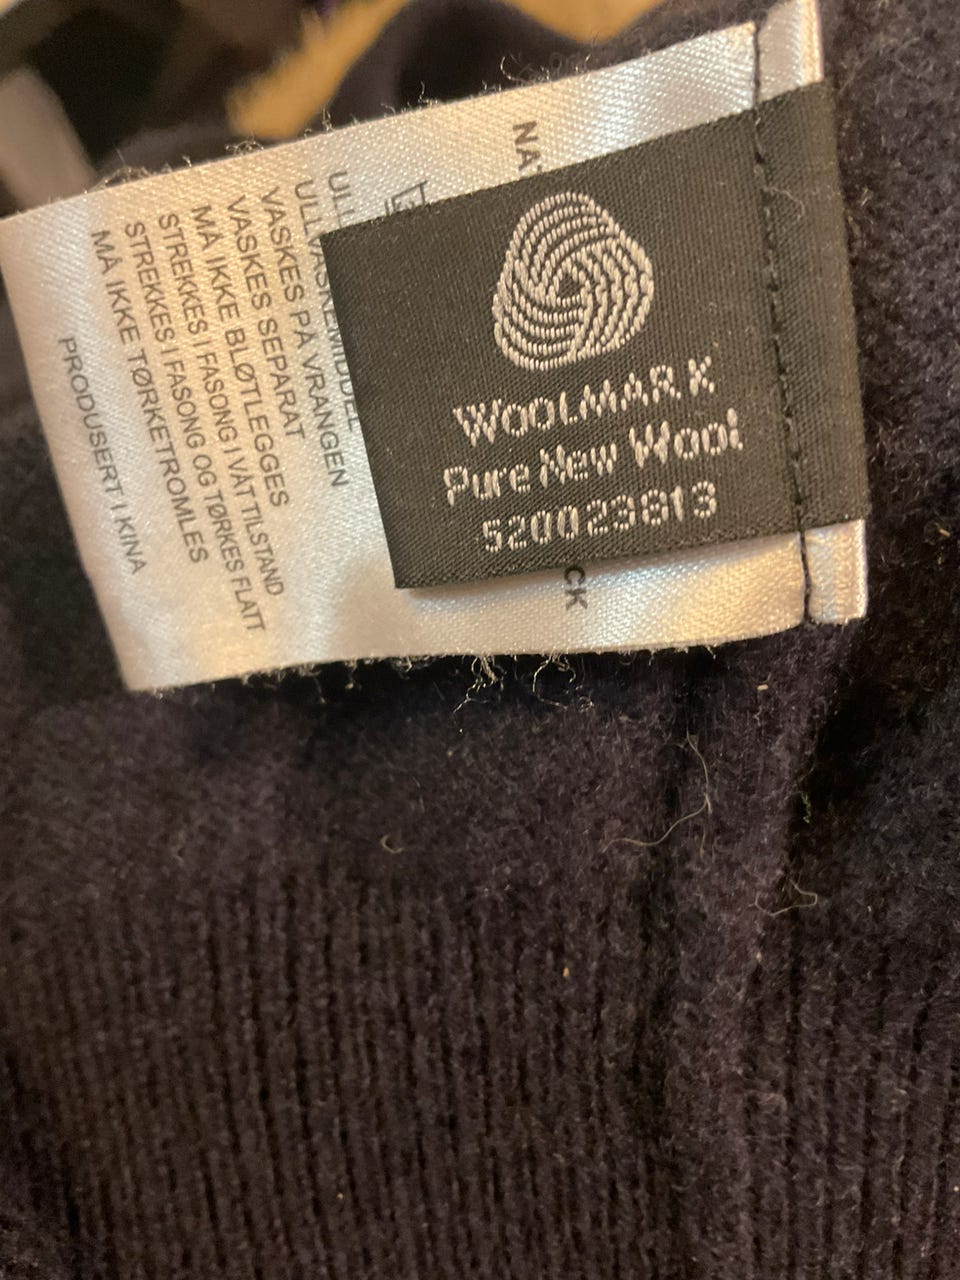 WOOLMARK
Pure New Wool
520023813
ULLVASKEMIDDEL
VASKES PÅ VRANGEN
VASKES SEPARAT
MÅ IKKE BLØTLEGGES
STREKKES I FASONG I VÅT TILSTAND
STREKKES I FASONG OG TØRKES FLATT
MÅ IKKE TØRKETROMLES
PRODUSERT I KINA